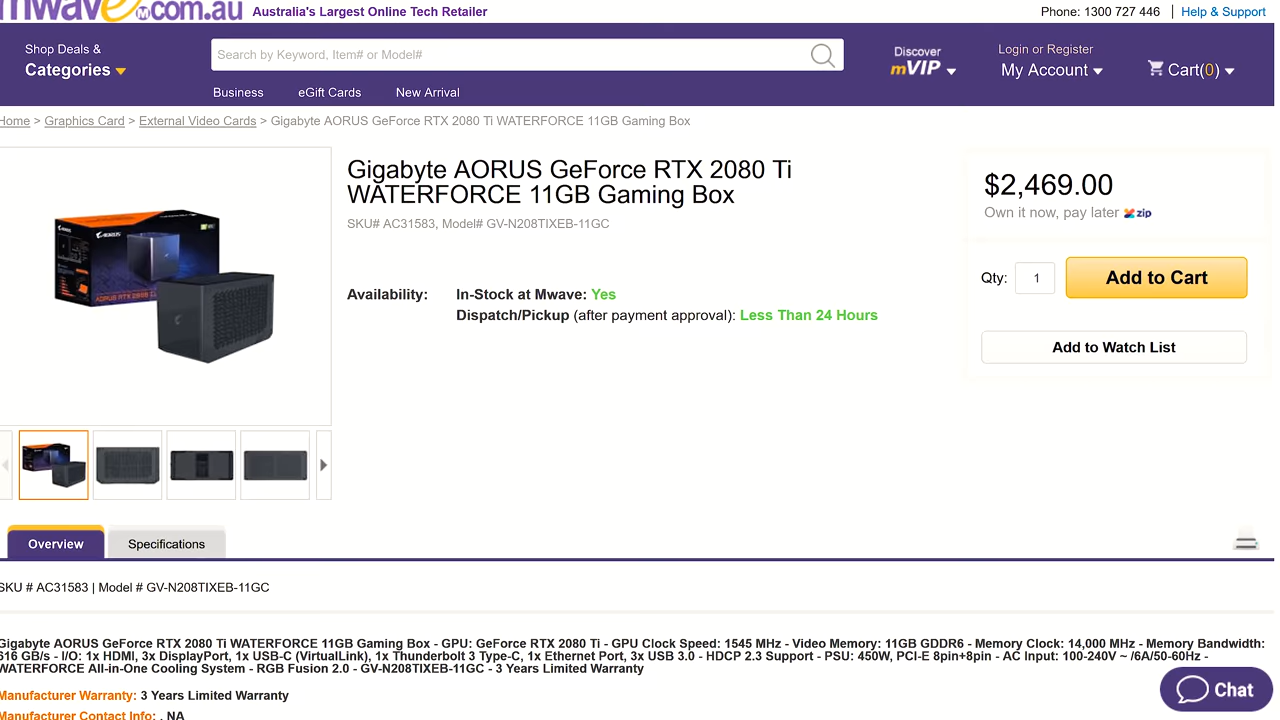 mwave.com.au
Australia's Largest Online Tech Retailer
Phone: 1300 727 446 | Help & Support
Shop Deals &
Categories
Search by Keyword, Item# or Model#
Discover
mVIP
Login or Register
My Account
Cart(0)
Business eGift Cards New Arrival
Home > Graphics Card > External Video Cards > Gigabyte AORUS GeForce RTX 2080 Ti WATERFORCE 11GB Gaming Box
Gigabyte AORUS GeForce RTX 2080 Ti
WATERFORCE 11GB Gaming Box
SKU# AC31583, Model# GV-N208TIXEB-11GC
$2,469.00
Own it now, pay later zip
Qty: 1 Add to Cart
Availability: In-Stock at Mwave: Yes
Dispatch/Pickup (after payment approval): Less Than 24 Hours
Add to Watch List
AORUS
Overview Specifications
SKU # AC31583 | Model # GV-N208TIXEB-11GC
Gigabyte AORUS GeForce RTX 2080 Ti WATERFORCE 11GB Gaming Box - GPU: GeForce RTX 2080 Ti - GPU Clock Speed: 1545 MHz - Video Memory: 11GB GDDR6 - Memory Clock: 14,000 MHz - Memory Bandwidth:
616 GB/s - I/O: 1x HDMI, 3x DisplayPort, 1x USB-C (VirtualLink), 1x Thunderbolt 3 Type-C, 1x Ethernet Port, 3x USB 3.0 - HDCP 2.3 Support - PSU: 450W, PCI-E 8pin+8pin - AC Input: 100-240V ~ /6A/50-60Hz -
WATERFORCE All-in-One Cooling System - RGB Fusion 2.0 - GV-N208TIXEB-11GC - 3 Years Limited Warranty
Manufacturer Warranty: 3 Years Limited Warranty
Manufacturer Contact Info: , NA
Chat